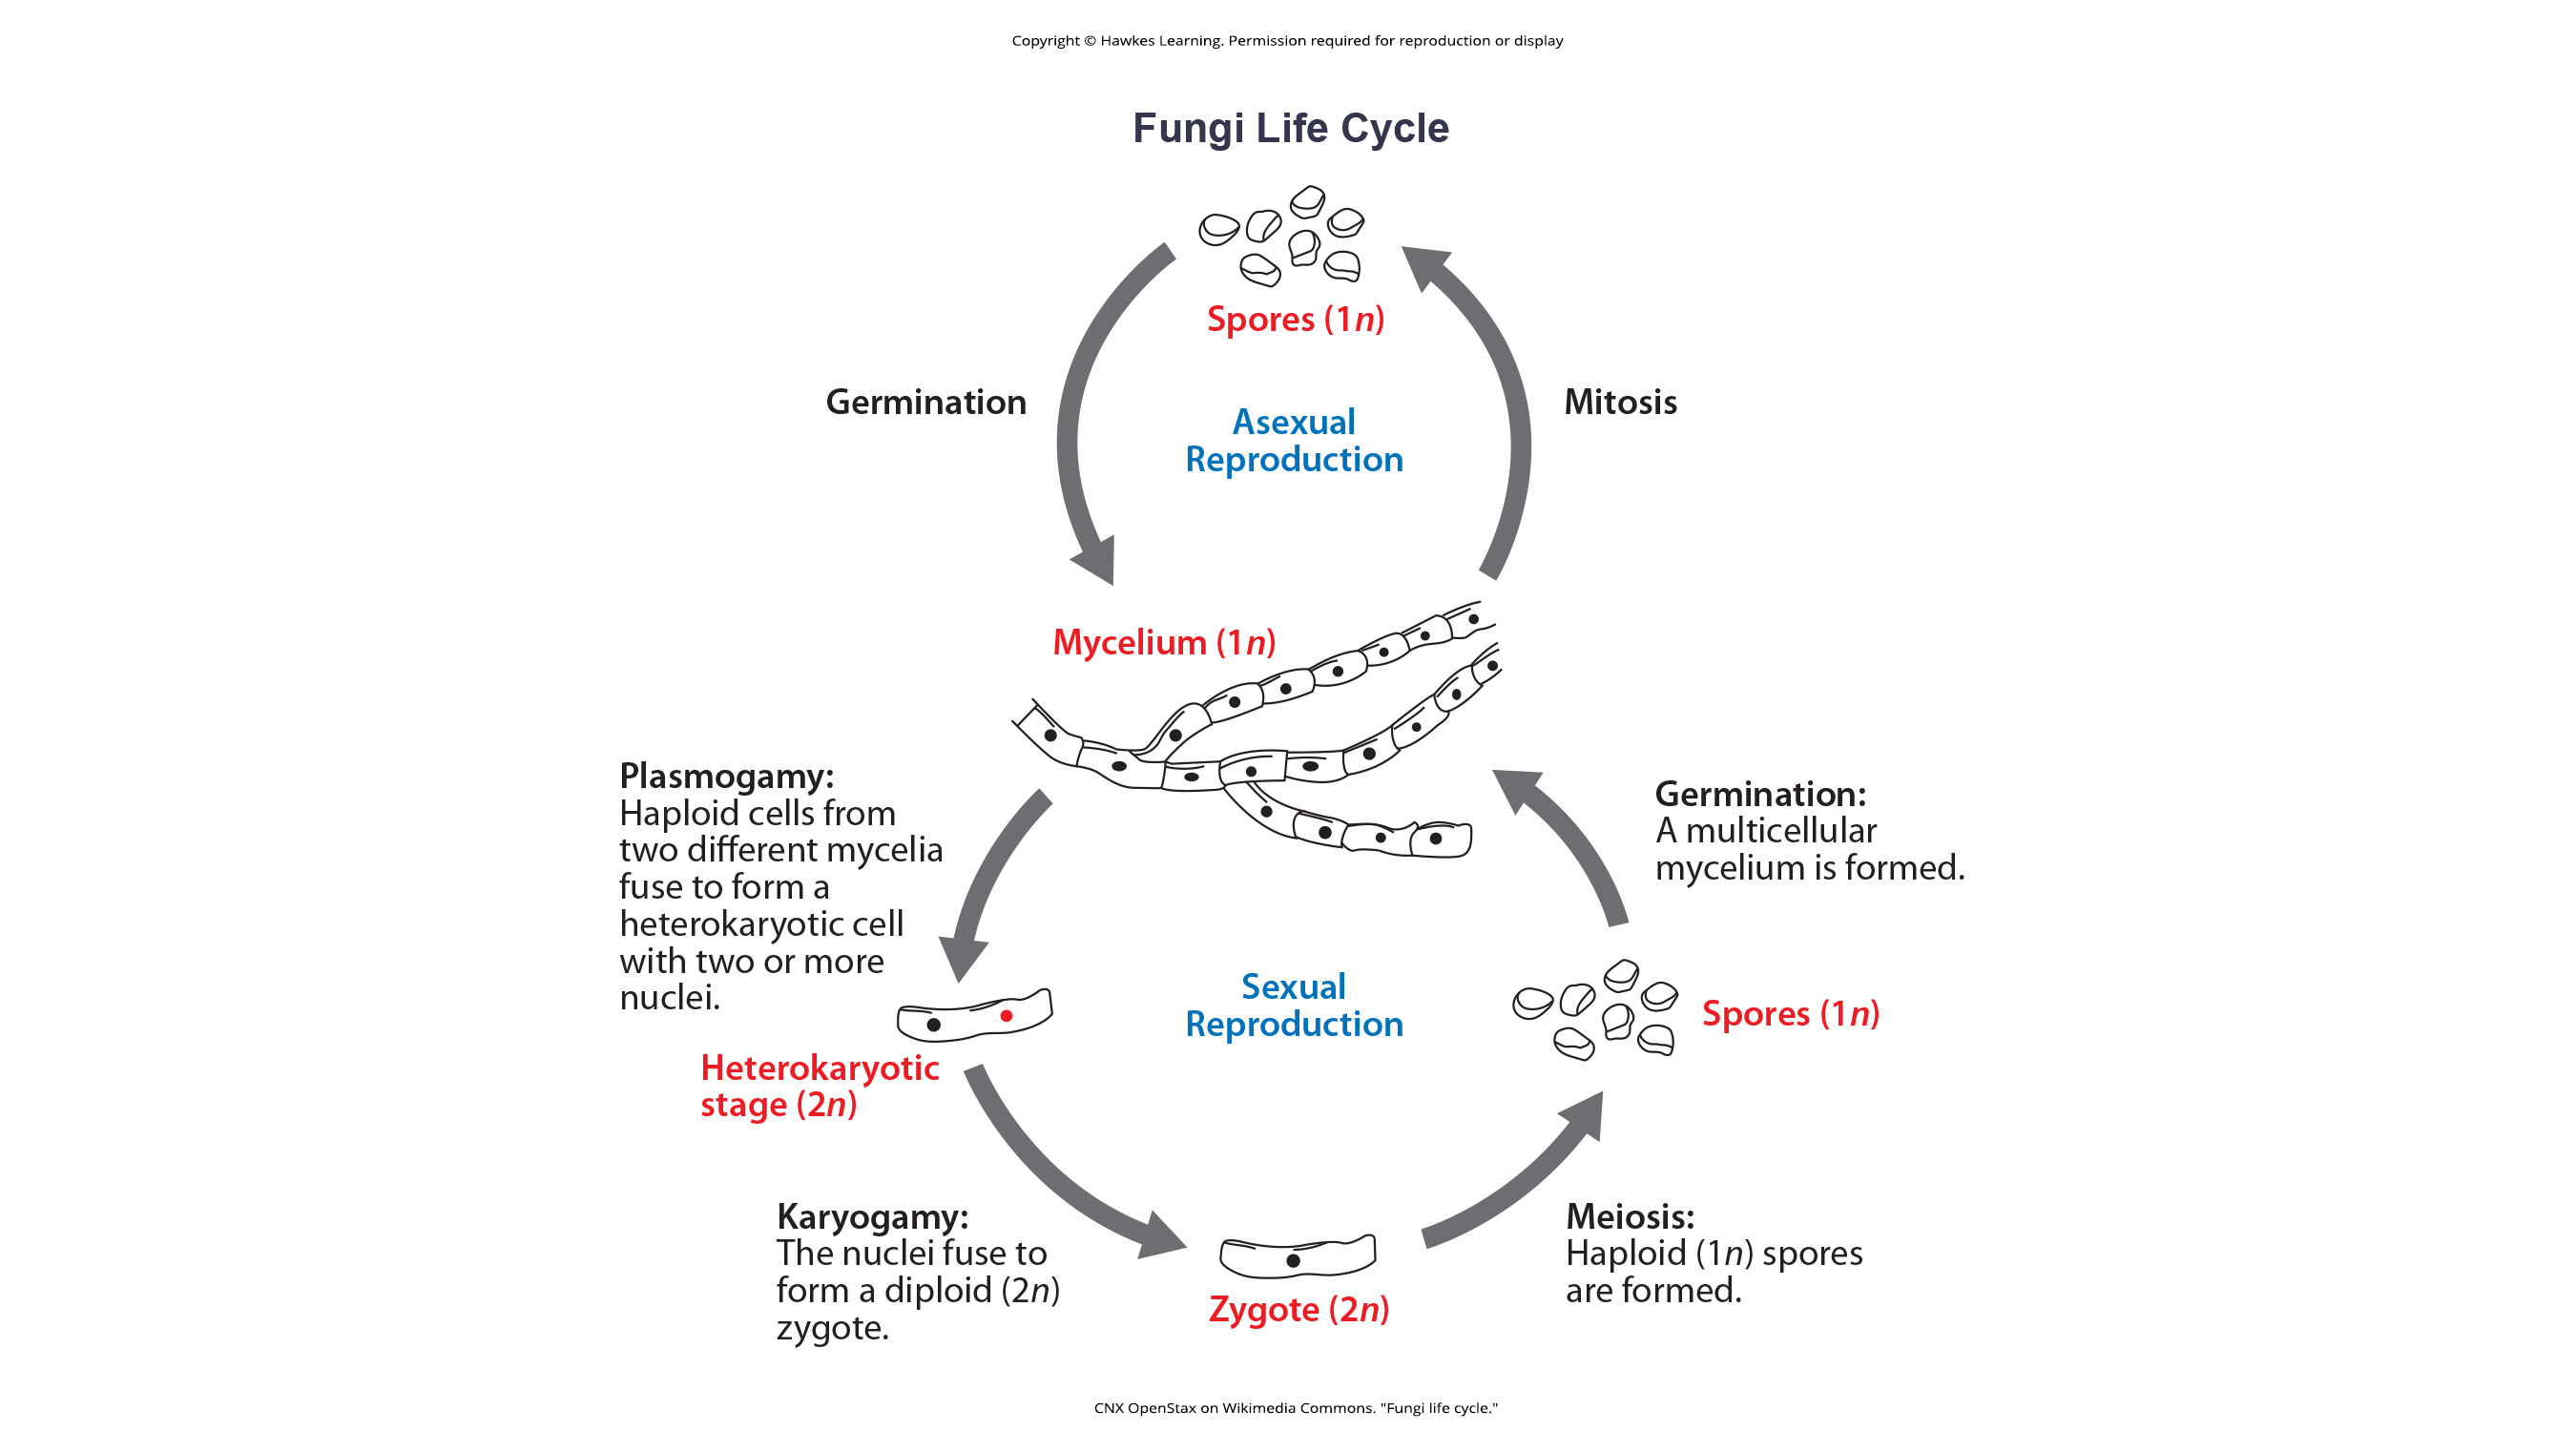 Copyright © Hawkes Learning. Permission required for reproduction or display
Fungi Life Cycle
Spores (1n)
Germination
Mitosis
Asexual
Reproduction
Mycelium (1n)
Plasmogamy:
Haploid cells from
two different mycelia
fuse to form a
heterokaryotic cell
with two or more
nuclei.
Germination:
A multicellular
mycelium is formed.
Sexual
Reproduction
Spores (1n)
Heterokaryotic
stage (2n)
Karyogamy:
The nuclei fuse to
form a diploid (2n)
zygote.
Zygote (2n)
Meiosis:
Haploid (1n) spores
are formed.
CNX OpenStax on Wikimedia Commons. "Fungi life cycle."